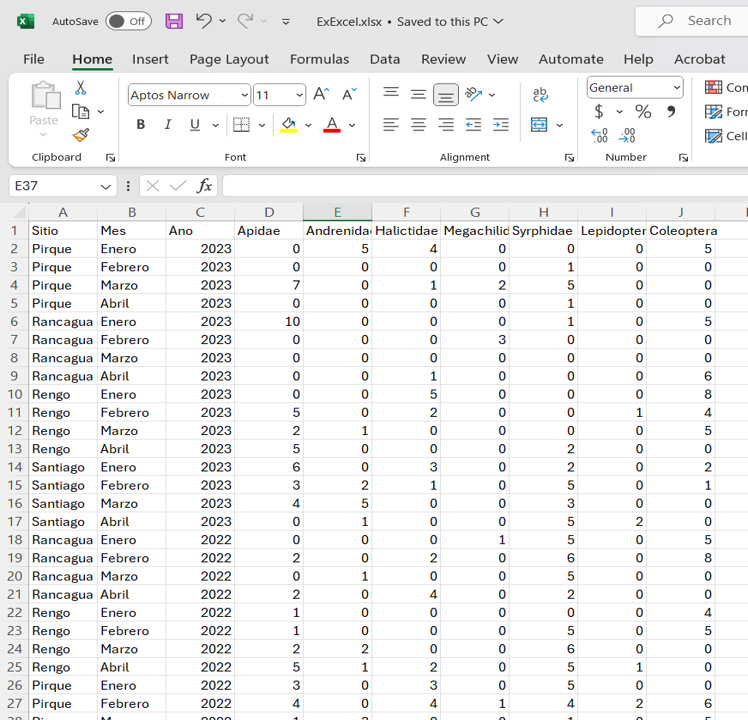 AutoSave Off ExExcel.xlsx • Saved to this PC Search
File Home Insert Page Layout Formulas Data Review View Automate Help Acrobat
Paste
Aptos Narrow 11 A A
B I U A
ab
General
$ % 9
Clipboard Font Alignment Number
E37 fx
A B C D E F G H I J
1 Sitio Mes Ano Apidae Andrenidae Halictidae Megachilid Syrphidae Lepidopter Coleoptera
2 Pirque Enero 2023 0 5 4 0 0 0 5
3 Pirque Febrero 2023 0 0 0 0 1 0 0
4 Pirque Marzo 2023 7 0 1 2 5 0 0
5 Pirque Abril 2023 0 0 0 0 1 0 0
6 Rancagua Enero 2023 10 0 0 0 1 0 5
7 Rancagua Febrero 2023 0 0 0 3 0 0 0
8 Rancagua Marzo 2023 0 0 0 0 0 0 0
9 Rancagua Abril 2023 0 0 1 0 0 0 6
10 Rengo Enero 2023 0 0 5 0 0 0 8
11 Rengo Febrero 2023 5 0 2 0 0 1 4
12 Rengo Marzo 2023 2 1 0 0 0 0 5
13 Rengo Abril 2023 5 0 0 0 2 0 0
14 Santiago Enero 2023 6 0 3 0 2 0 2
15 Santiago Febrero 2023 3 2 1 0 5 0 1
16 Santiago Marzo 2023 4 5 0 0 3 0 0
17 Santiago Abril 2023 0 1 0 0 5 2 0
18 Rancagua Enero 2022 0 0 0 1 5 0 5
19 Rancagua Febrero 2022 2 0 2 0 6 0 8
20 Rancagua Marzo 2022 0 1 0 0 5 0 0
21 Rancagua Abril 2022 2 0 4 0 2 0 0
22 Rengo Enero 2022 1 0 0 0 0 0 4
23 Rengo Febrero 2022 1 0 0 0 5 0 5
24 Rengo Marzo 2022 2 2 0 0 6 0 0
25 Rengo Abril 2022 5 1 2 0 5 1 0
26 Pirque Enero 2022 3 0 3 0 5 0 0
27 Pirque Febrero 2022 4 0 4 1 4 2 6